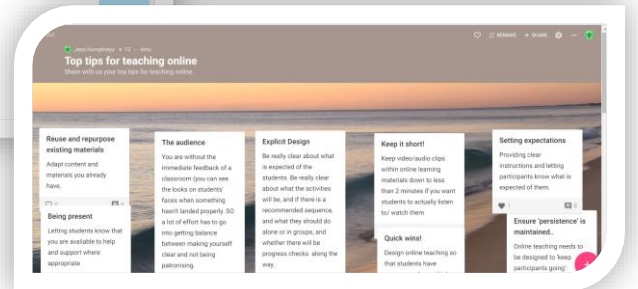 Jess Humphreys + 12 · 4mo
REMAKE SHARE
Top tips for teaching online
Share with us your top tips for teaching online.
Reuse and repurpose
existing materials
Adapt content and
materials you already
have.
0 0
Being present
Letting students know that
you are available to help
and support where
appropriate
The audience
You are without the
immediate feedback of a
classroom (you can see
the looks on students'
faces when something
hasn't landed properly. SO
a lot of effort has to go
into getting balance
between making yourself
clear and not being
patronising.
Explicit Design
Be really clear about what
is expected of the
students. Be really clear
about what the activities
will be, and if there is a
recommended sequence,
and what they should do
alone or in groups, and
whether there will be
progress checks along the
way.
Keep it short!
Keep video/audio clips
within online learning
materials down to less
than 2 minutes if you want
students to actually listen
to/ watch them
Quick wins!
Design online teaching so
that students have
Setting expectations
Providing clear
instructions and letting
participants know what is
expected of them.
1 0
Ensure 'persistence' is
maintained..
Online teaching needs to
be designed to 'keep
participants going'.